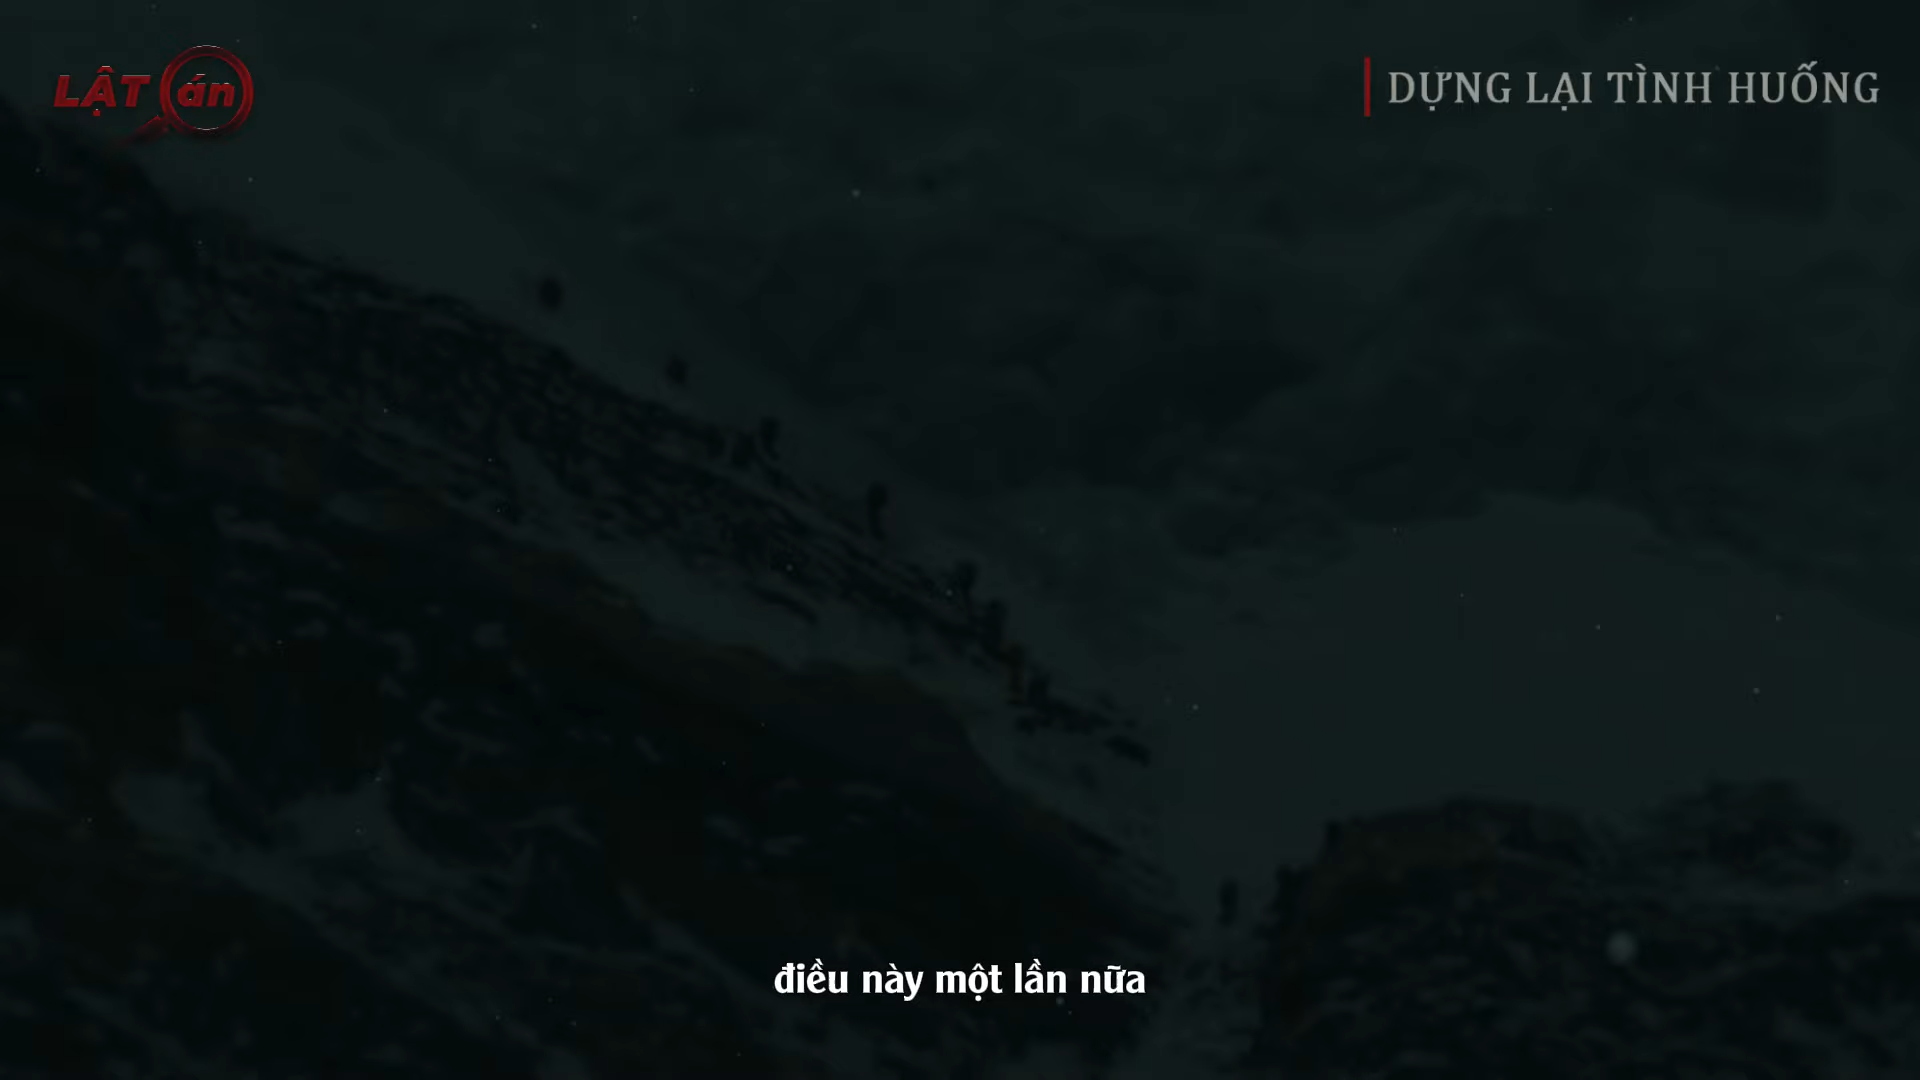 LẬT án
DỰNG LẠI TÌNH HUỐNG
điều này một lần nữa